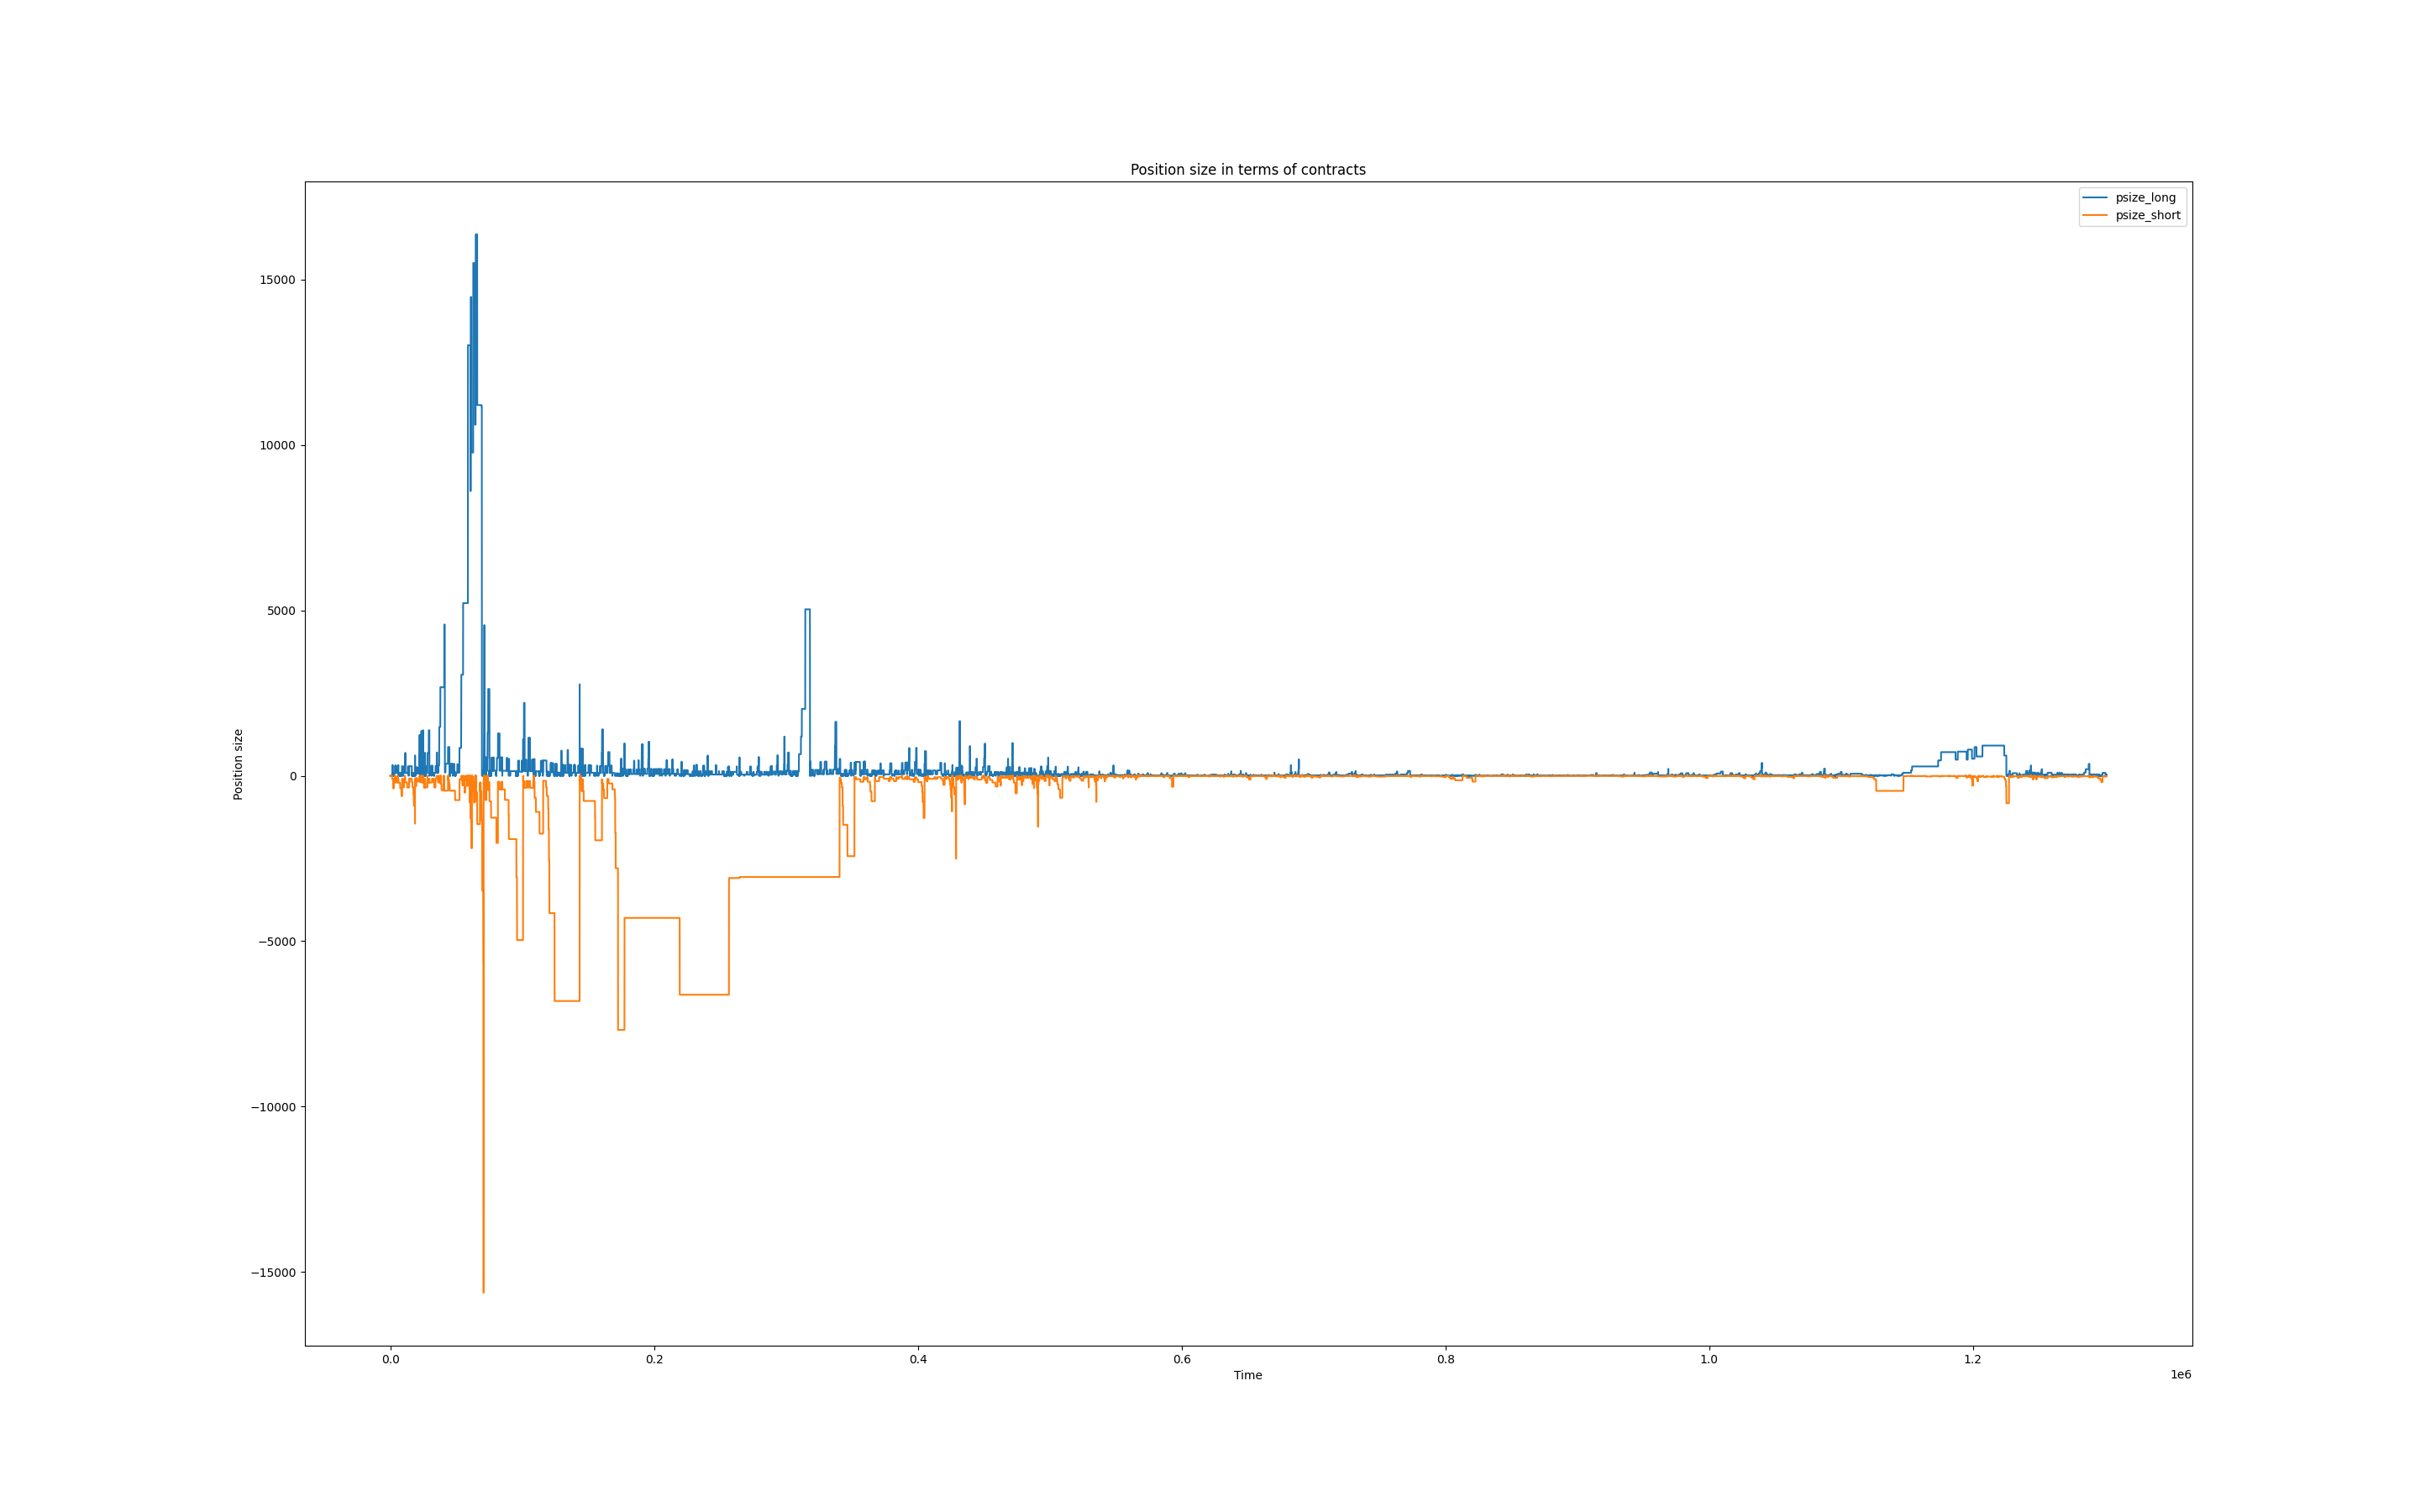 Position size in terms of contracts
psize_long
psize_short
15000
10000
5000
0
−5000
−10000
−15000
Position size
0.0
0.2
0.4
0.6
0.8
1.0
1.2
Time
1e6